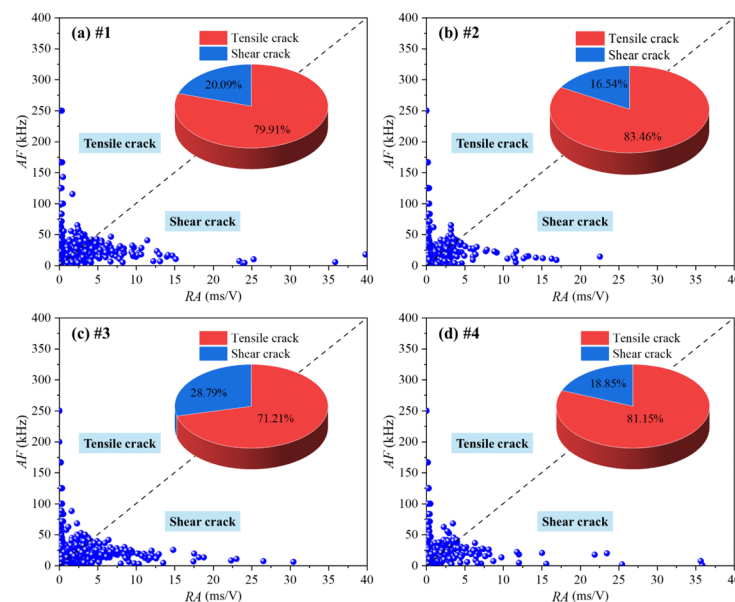 (a) #1
Tensile crack
Shear crack
20.09%
79.91%
Tensile crack
Shear crack
AF (kHz)
400
350
300
250
200
150
100
50
0
0 5 10 15 20 25 30 35 40
RA (ms/V)
(b) #2
Tensile crack
Shear crack
16.54%
83.46%
Tensile crack
Shear crack
AF (kHz)
400
350
300
250
200
150
100
50
0
0 5 10 15 20 25 30 35 40
RA (ms/V)
(c) #3
Tensile crack
Shear crack
28.79%
71.21%
Tensile crack
Shear crack
AF (kHz)
400
350
300
250
200
150
100
50
0
0 5 10 15 20 25 30 35 40
RA (ms/V)
(d) #4
Tensile crack
Shear crack
18.85%
81.15%
Tensile crack
Shear crack
AF (kHz)
400
350
300
250
200
150
100
50
0
0 5 10 15 20 25 30 35 40
RA (ms/V)